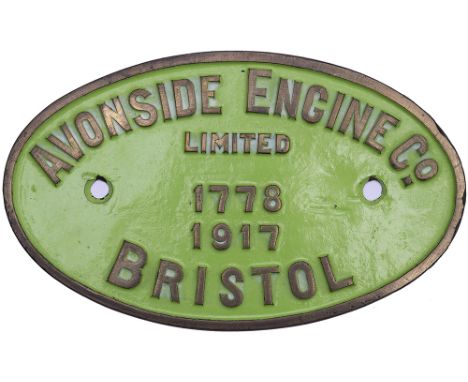 AVONSIDE ENGINE CO.
LIMITED
1778
1917
BRISTOL